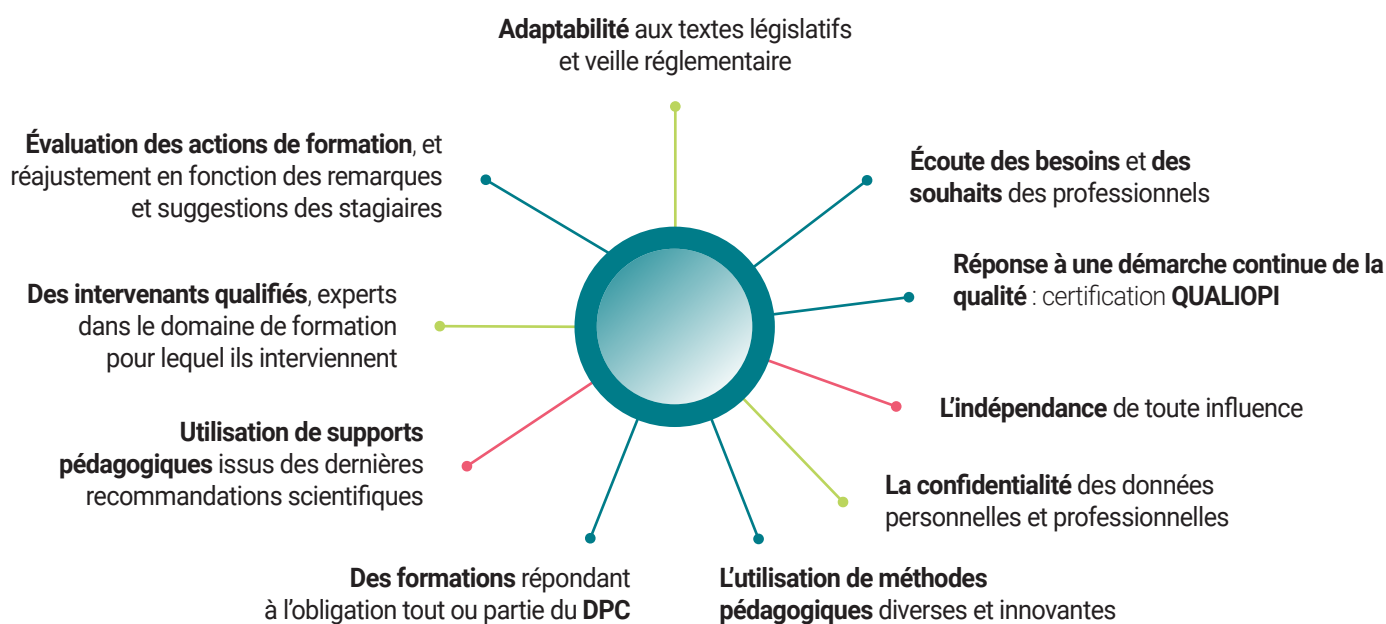 Adaptabilité aux textes législatifs
et veille réglementaire
Écoute des besoins et des
souhaits des professionnels
Réponse à une démarche continue de la
qualité : certification QUALIOPI
L’indépendance de toute influence
La confidentialité des données
personnelles et professionnelles
L’utilisation de méthodes
pédagogiques diverses et innovantes
Des formations répondant
à l’obligation tout ou partie du DPC
Utilisation de supports
pédagogiques issus des dernières
recommandations scientifiques
Des intervenants qualifiés, experts
dans le domaine de formation
pour lequel ils interviennent
Évaluation des actions de formation, et
réajustement en fonction des remarques
et suggestions des stagiaires